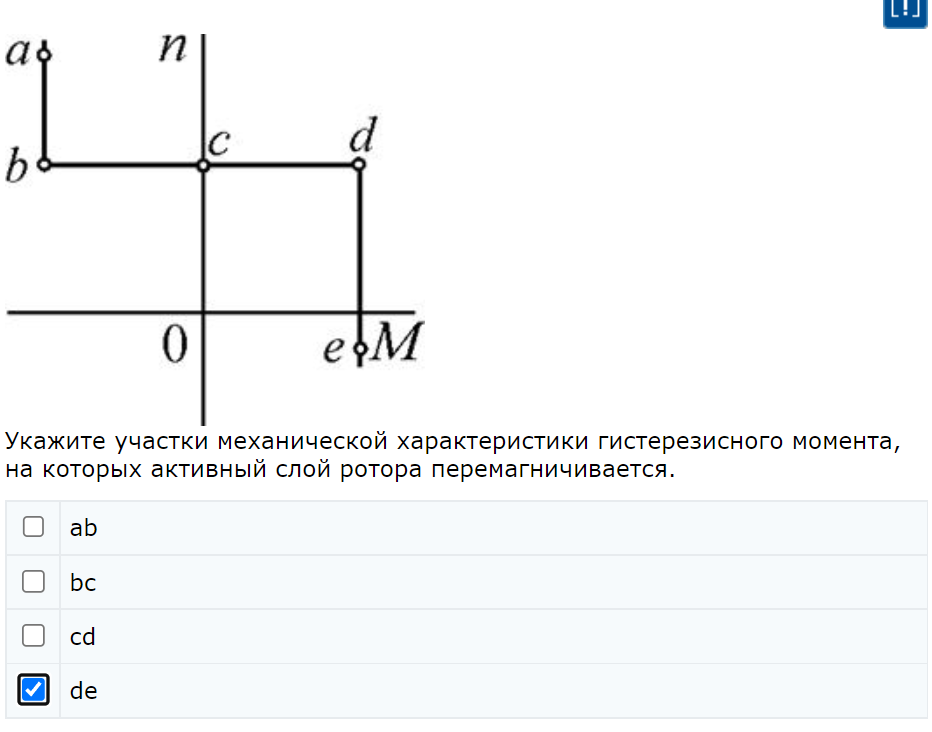 [!]
a
n
c
d
b
0
e
M
Укажите участки механической характеристики гистерезисного момента,
на которых активный слой ротора перемагничивается.
ab
bc
cd
de